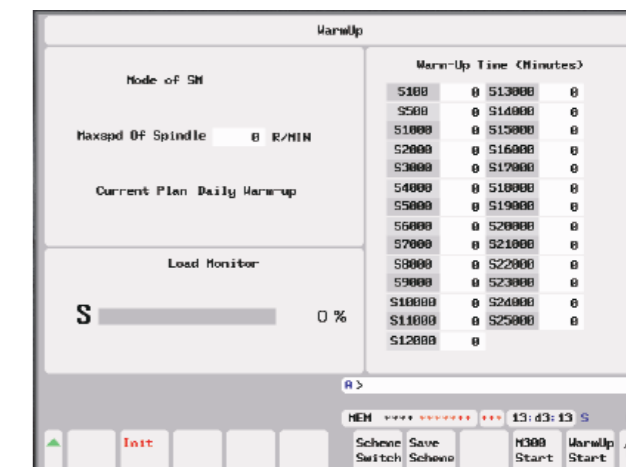 WarmUp
Mode of SM
Maxspd Of Spindle 0 R/MIN
Current Plan Daily Warm-up
Load Monitor
S 0 %
Warm-Up Time (Minutes)
S100 0 S13000 0
S500 0 S14000 0
S1000 0 S15000 0
S2000 0 S16000 0
S3000 0 S17000 0
S4000 0 S18000 0
S5000 0 S19000 0
S6000 0 S20000 0
S7000 0 S21000 0
S8000 0 S22000 0
S9000 0 S23000 0
S10000 0 S24000 0
S11000 0 S25000 0
S12000 0
A>
MEM **** ******* *** 13:43:13 S
Init
Scheme Save M300 WarmUp
Switch Scheme Start Start